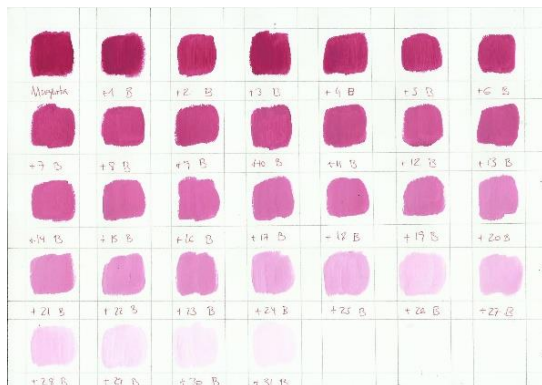 Magenta +1 B +2 B +3 B +4 B +5 B +6 B
+7 B +8 B +9 B +10 B +11 B +12 B +13 B
+14 B +15 B +16 B +17 B +18 B +19 B +20 B
+21 B +22 B +23 B +24 B +25 B +26 B +27 B
+28 B +29 B +30 B +31 B